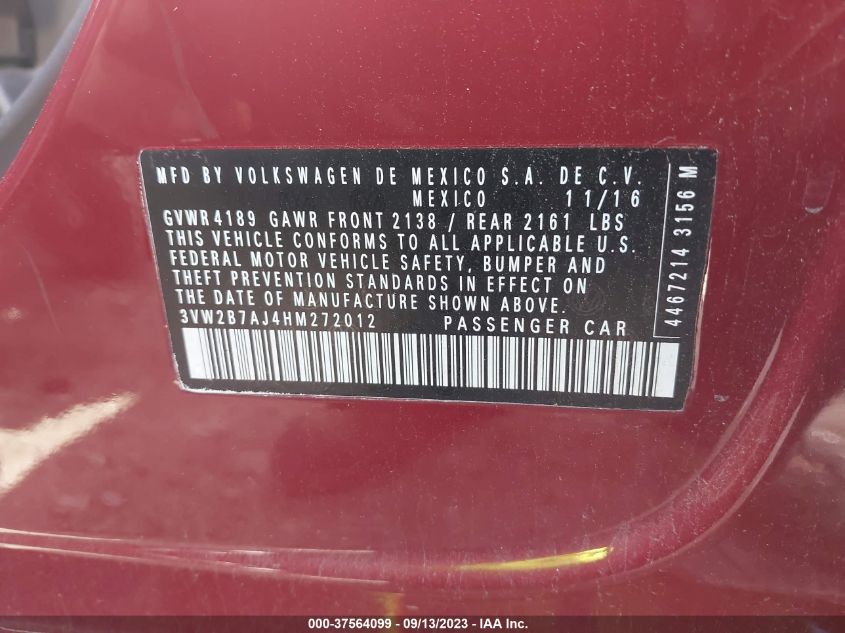 MFD BY VOLKSWAGEN DE MEXICO S.A. DE C.V.
MEXICO 11/16
GVWR 4189 GAWR FRONT 2138 / REAR 2161 LBS
THIS VEHICLE CONFORMS TO ALL APPLICABLE U.S.
FEDERAL MOTOR VEHICLE SAFETY, BUMPER AND
THEFT PREVENTION STANDARDS IN EFFECT ON
THE DATE OF MANUFACTURE SHOWN ABOVE.
3VW2B7AJ4HM272012 PASSENGER CAR
4467214 3156 M
000-37564099 - 09/13/2023 - IAA Inc.